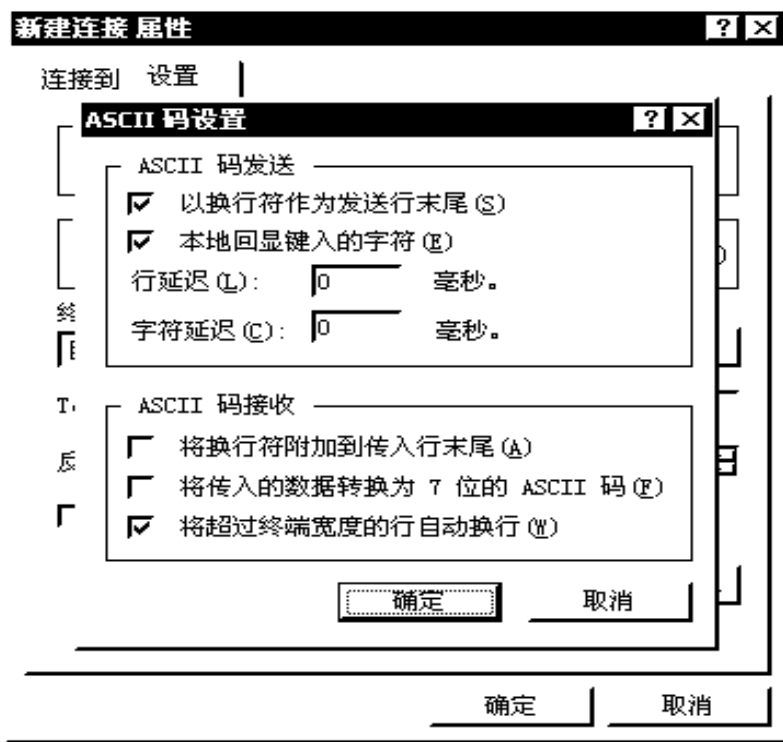 新建连接 属性
连接到 设置
ASCII 码设置
ASCII 码发送
以换行符作为发送行末尾(S)
本地回显键入的字符(E)
行延迟(L): 0 毫秒。
字符延迟(C): 0 毫秒。
终
ASCII 码接收
将换行符附加到传入行末尾(A)
反
将传入的数据转换为 7 位的 ASCII 码(F)
将超过终端宽度的行自动换行(W)
确定 取消
确定 取消